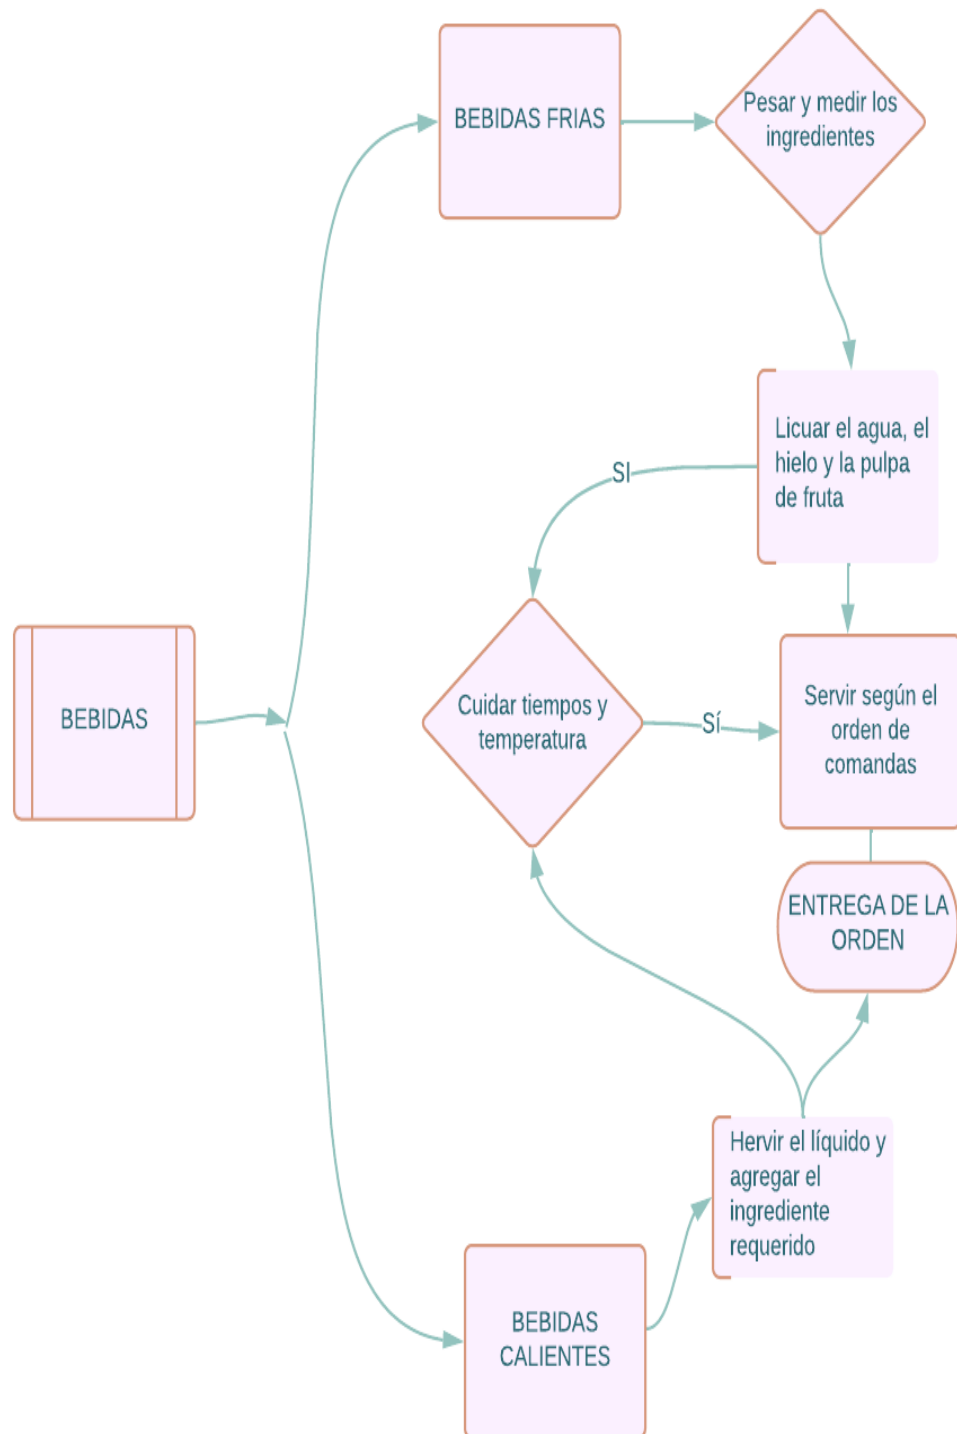 BEBIDAS FRIAS
Pesar y medir los
ingredientes
Licuar el agua, el
hielo y la pulpa
de fruta
SI
BEBIDAS
Cuidar tiempos y
temperatura
Sí
Servir según el
orden de
comandas
ENTREGA DE LA
ORDEN
Hervir el líquido y
agregar el
ingrediente
requerido
BEBIDAS
CALIENTES